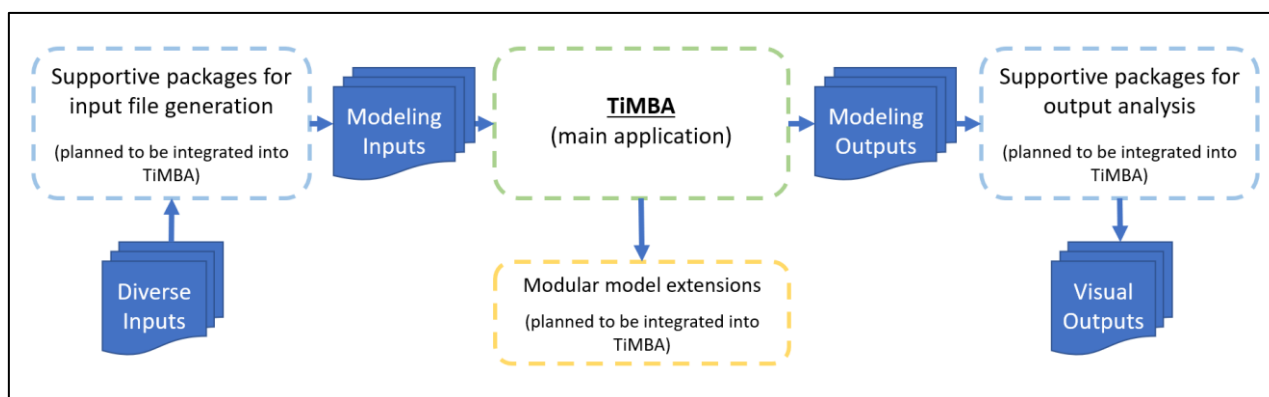 Supportive packages for
input file generation
(planned to be integrated into
TiMBA)
Modeling
Inputs
TiMBA
(main application)
Modeling
Outputs
Supportive packages for
output analysis
(planned to be integrated into
TiMBA)
Diverse
Inputs
Modular model extensions
(planned to be integrated into
TiMBA)
Visual
Outputs